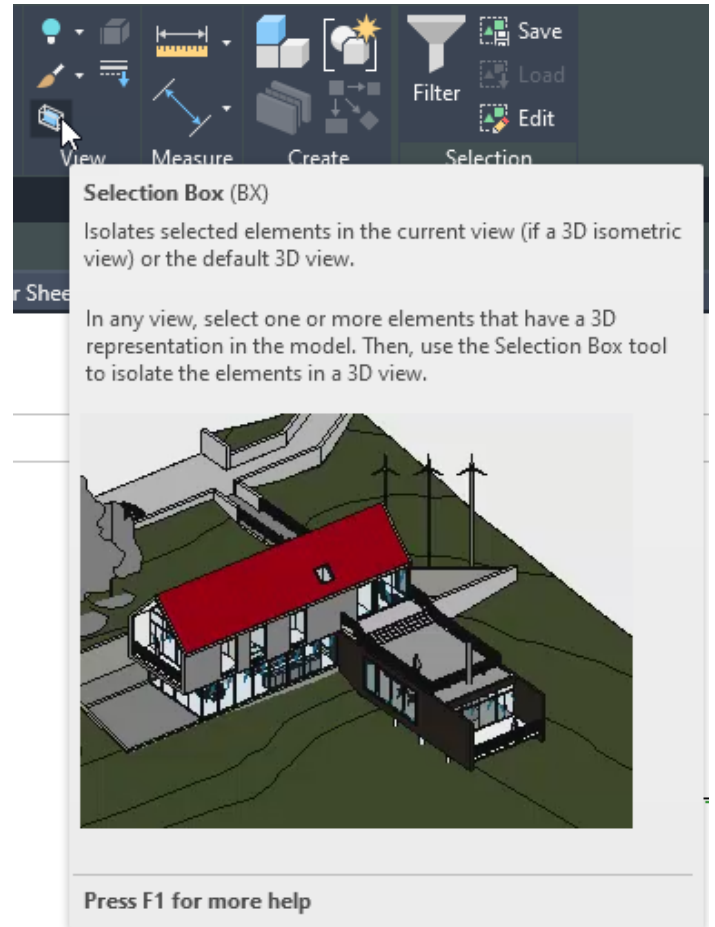 Save
Load
Filter
Edit
View Measure Create Selection
Selection Box (BX)
Isolates selected elements in the current view (if a 3D isometric
view) or the default 3D view.
r Shee
In any view, select one or more elements that have a 3D
representation in the model. Then, use the Selection Box tool
to isolate the elements in a 3D view.
Press F1 for more help